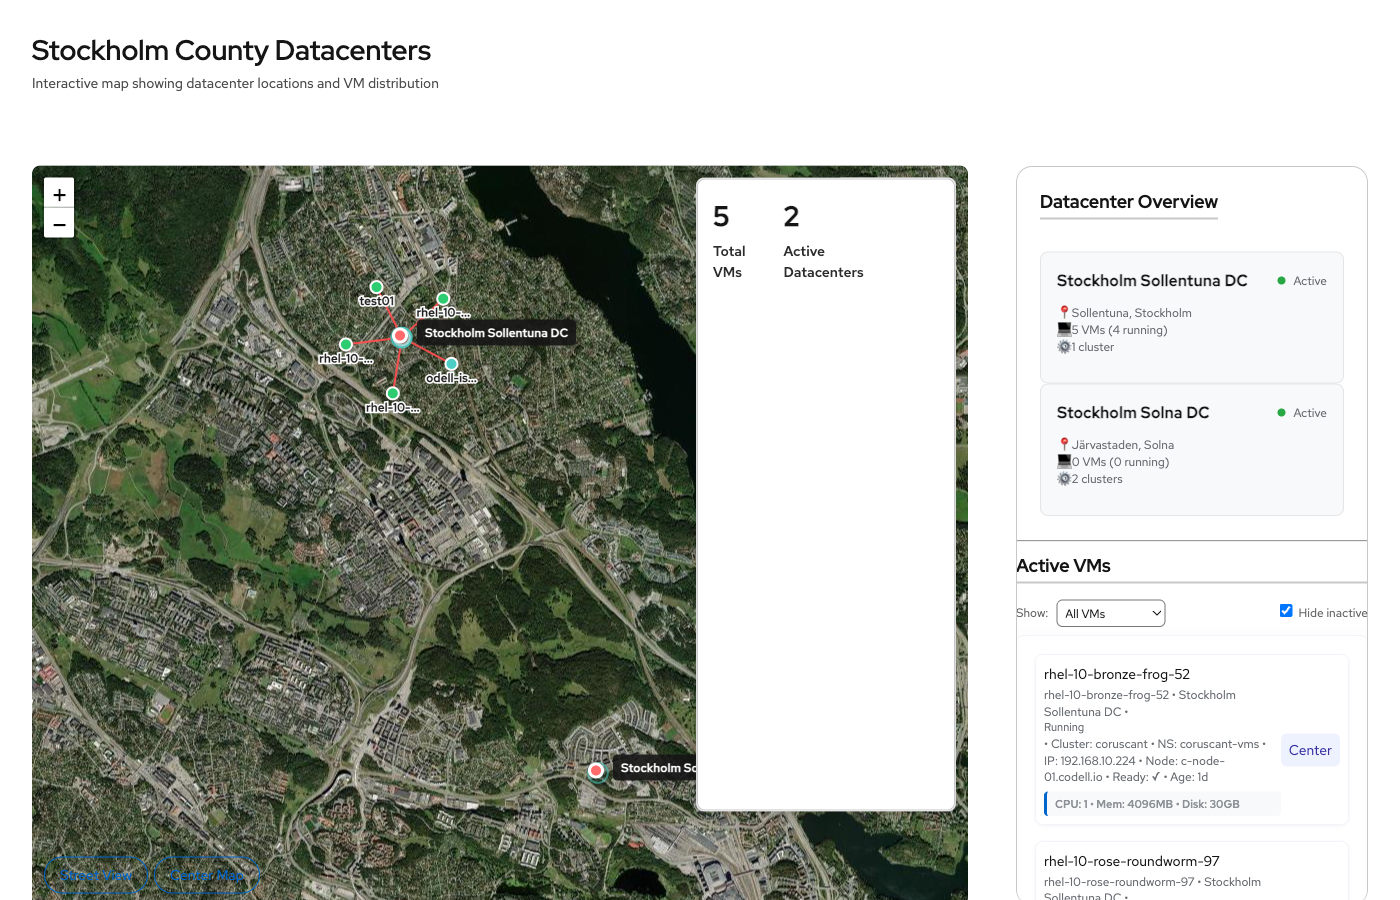 Stockholm County Datacenters
Interactive map showing datacenter locations and VM distribution
+
−
5
Total
VMs
2
Active
Datacenters
test01
rhel-10-...
Stockholm Sollentuna DC
rhel-10-...
odell-is...
rhel-10-...
Stockholm So
Street View
Center Map
Datacenter Overview
Stockholm Sollentuna DC
Active
📍Sollentuna, Stockholm
💻5 VMs (4 running)
⚙️1 cluster
Stockholm Solna DC
Active
📍Järvastaden, Solna
💻0 VMs (0 running)
⚙️2 clusters
Active VMs
Show:
All VMs
Hide inactive
rhel-10-bronze-frog-52
rhel-10-bronze-frog-52 • Stockholm
Sollentuna DC •
Running
• Cluster: coruscant • NS: coruscant-vms •
IP: 192.168.10.224 • Node: c-node-
01.codell.io • Ready: ✓ • Age: 1d
Center
CPU: 1 • Mem: 4096MB • Disk: 30GB
rhel-10-rose-roundworm-97
rhel-10-rose-roundworm-97 • Stockholm
Sollentuna DC •